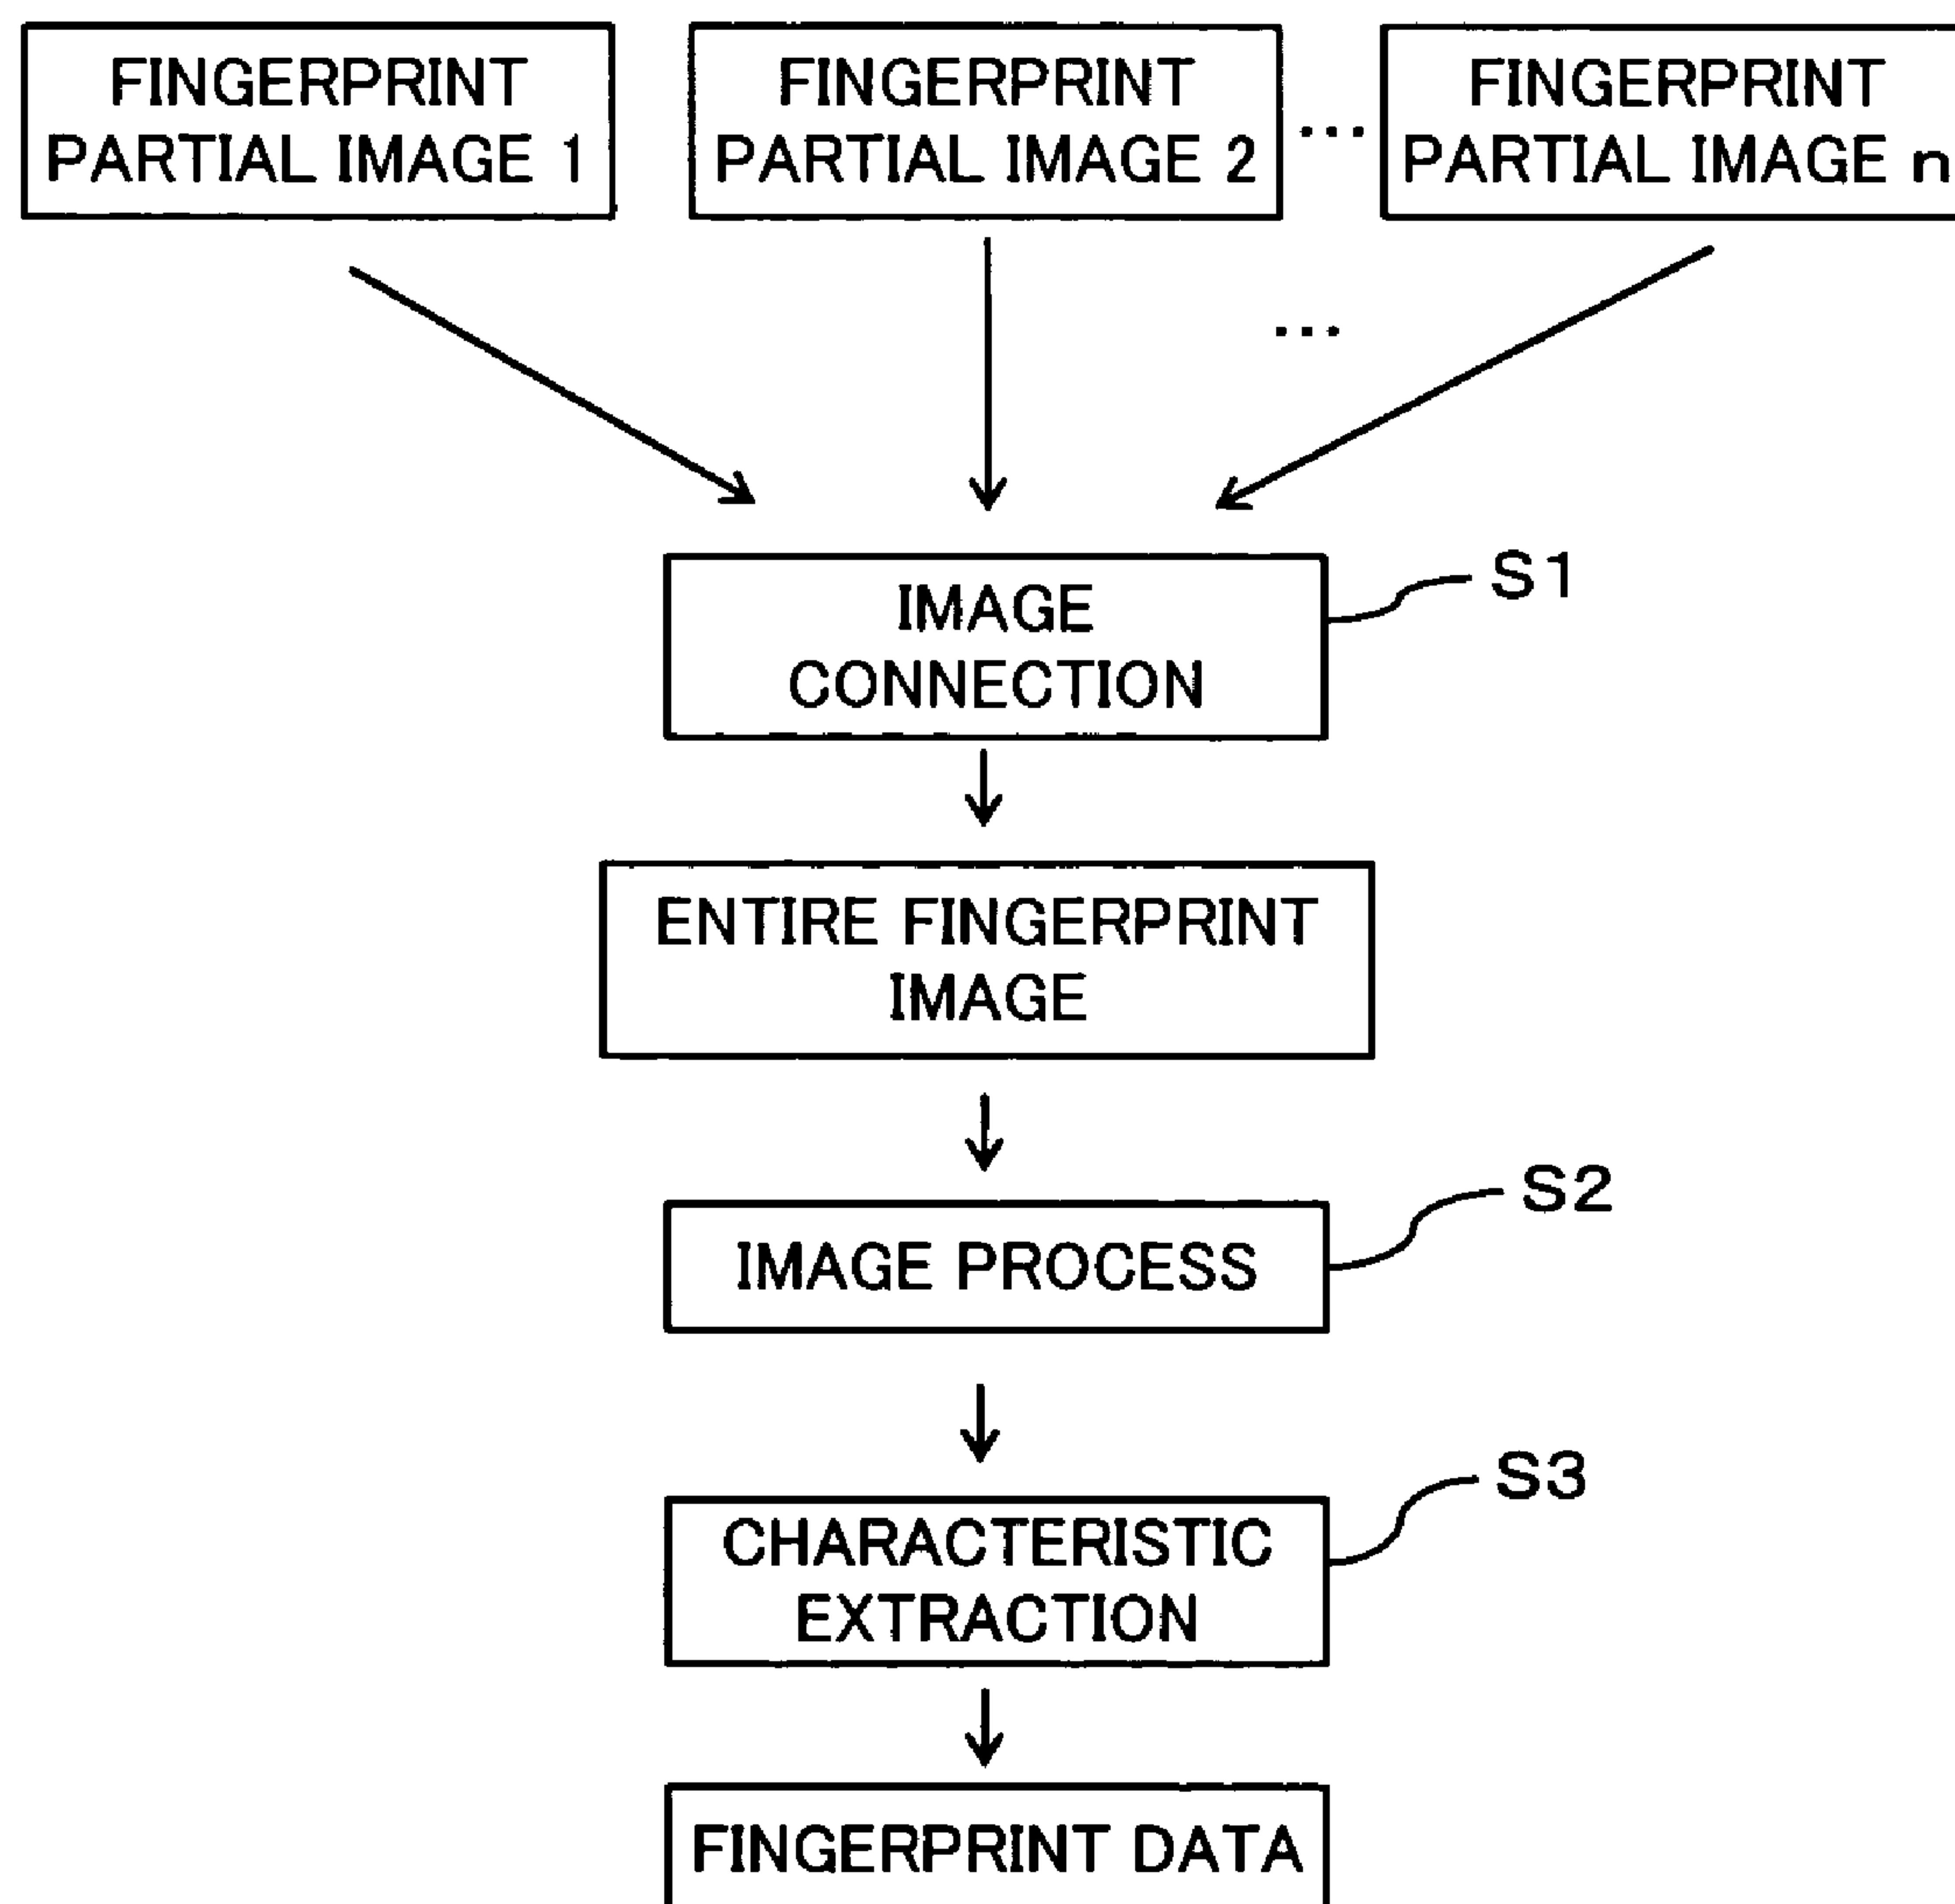 FINGERPRINT
PARTIAL IMAGE 1
FINGERPRINT
PARTIAL IMAGE 2
...
FINGERPRINT
PARTIAL IMAGE n
...
IMAGE
CONNECTION
S1
ENTIRE FINGERPRINT
IMAGE
IMAGE PROCESS
S2
CHARACTERISTIC
EXTRACTION
S3
FINGERPRINT DATA